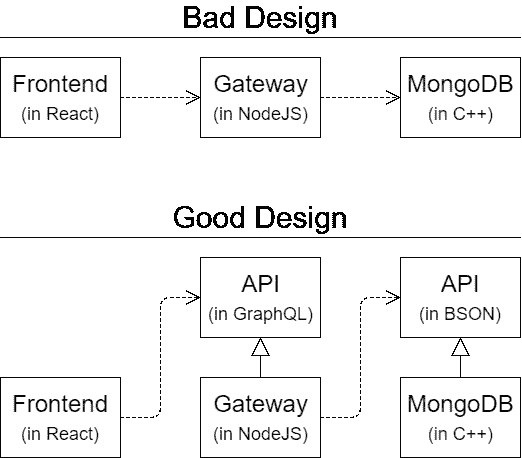 Bad Design
Frontend
(in React)
Gateway
(in NodeJS)
MongoDB
(in C++)
Good Design
API
(in GraphQL)
API
(in BSON)
Frontend
(in React)
Gateway
(in NodeJS)
MongoDB
(in C++)